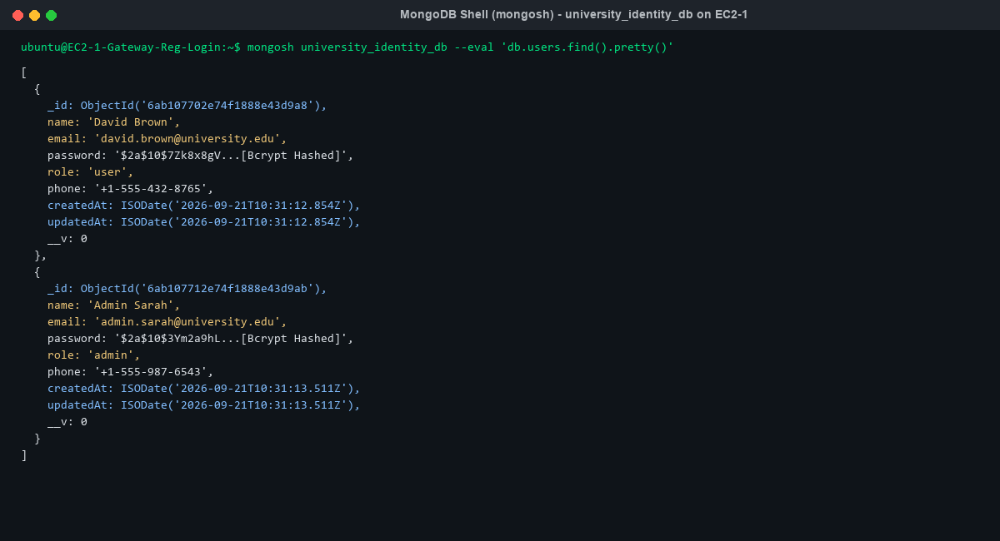 MongoDB Shell (mongosh) - university_identity_db on EC2-1
ubuntu@EC2-1-Gateway-Reg-Login:~$ mongosh university_identity_db --eval 'db.users.find().pretty()'
[
  {
    _id: ObjectId('6ab107702e74f1888e43d9a8'),
    name: 'David Brown',
    email: 'david.brown@university.edu',
    password: '$2a$10$7Zk8x8gV...[Bcrypt Hashed]',
    role: 'user',
    phone: '+1-555-432-8765',
    createdAt: ISODate('2026-09-21T10:31:12.854Z'),
    updatedAt: ISODate('2026-09-21T10:31:12.854Z'),
    __v: 0
  },
  {
    _id: ObjectId('6ab107712e74f1888e43d9ab'),
    name: 'Admin Sarah',
    email: 'admin.sarah@university.edu',
    password: '$2a$10$3Ym2a9hL...[Bcrypt Hashed]',
    role: 'admin',
    phone: '+1-555-987-6543',
    createdAt: ISODate('2026-09-21T10:31:13.511Z'),
    updatedAt: ISODate('2026-09-21T10:31:13.511Z'),
    __v: 0
  }
]